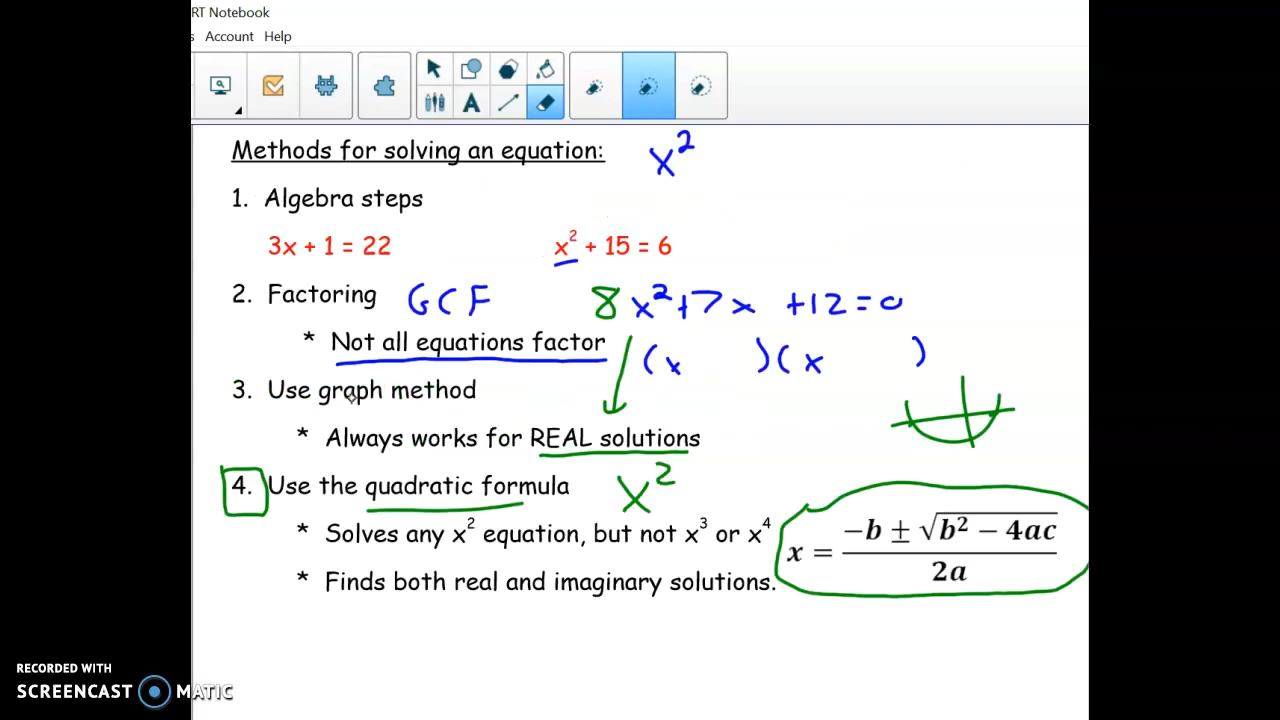 RT Notebook
s Account Help
Methods for solving an equation: x²
1. Algebra steps
3x + 1 = 22 x² + 15 = 6
2. Factoring GCF 8x²+7x +12=0
* Not all equations factor (x )(x )
3. Use graph method
* Always works for REAL solutions
4. Use the quadratic formula x²
* Solves any x² equation, but not x³ or x⁴
x = (-b ± √(b² − 4ac)) / 2a
* Finds both real and imaginary solutions.
RECORDED WITH
SCREENCAST MATIC